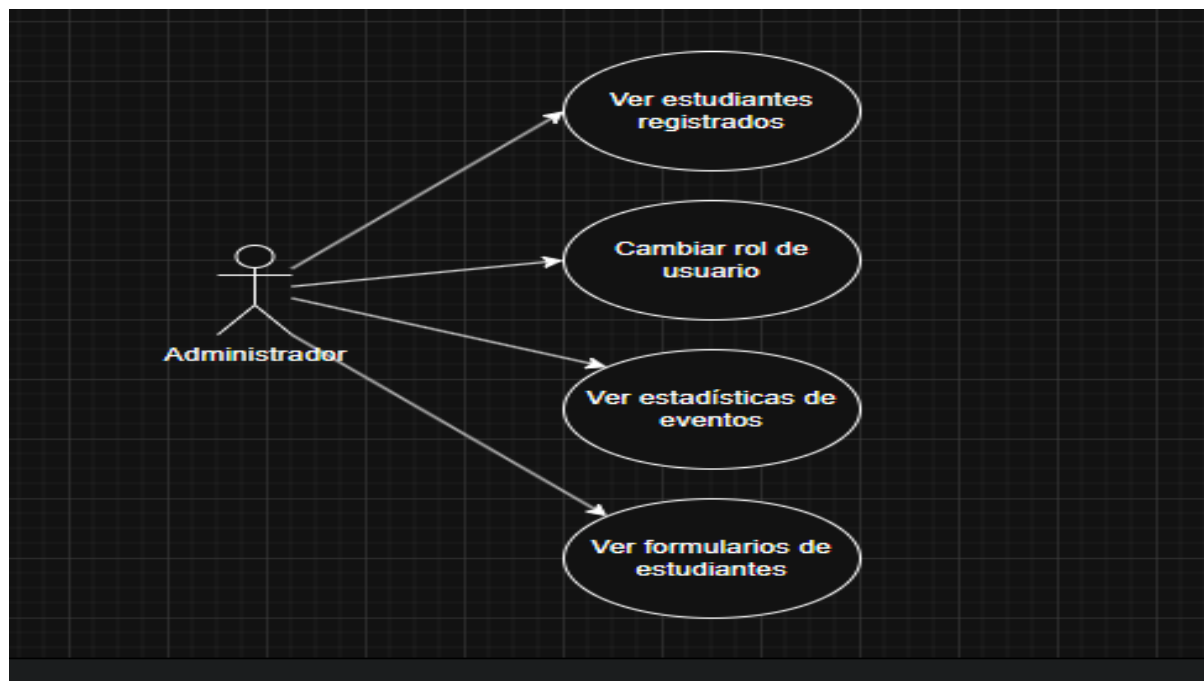 Ver estudiantes
registrados
Cambiar rol de
usuario
Administrador
Ver estadísticas de
eventos
Ver formularios de
estudiantes